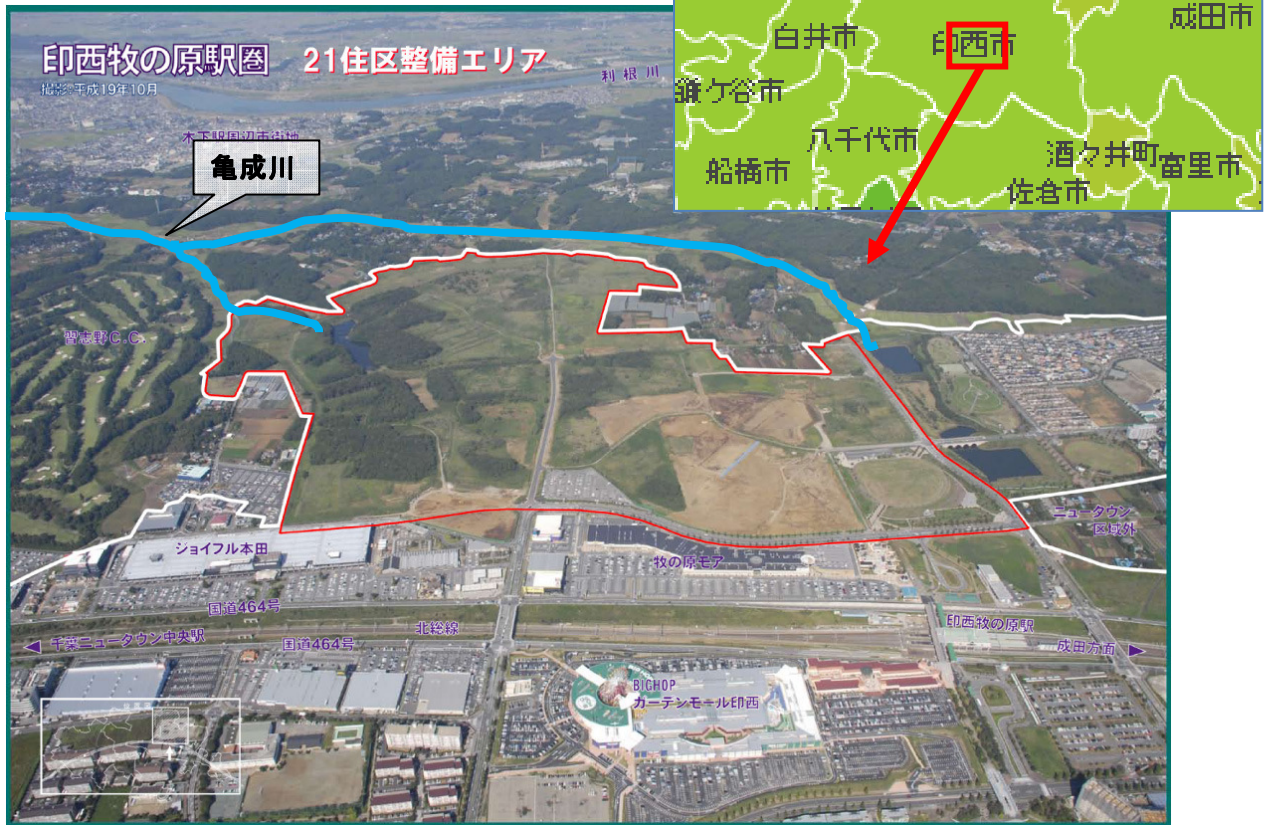 印西牧の原駅圏 21住区整備エリア
撮影:平成19年10月
利根川
木下駅周辺市街地
亀成川
白井市
印西市
成田市
鎌ケ谷市
八千代市
船橋市
酒々井町
富里市
佐倉市
習志野C.C.
ニュータウン
区域外
ジョイフル本田
牧の原モア
国道464号
北総線
印西牧の原駅
千葉ニュータウン中央駅
国道464号
成田方面
BICHOP
ガーデンモール印西